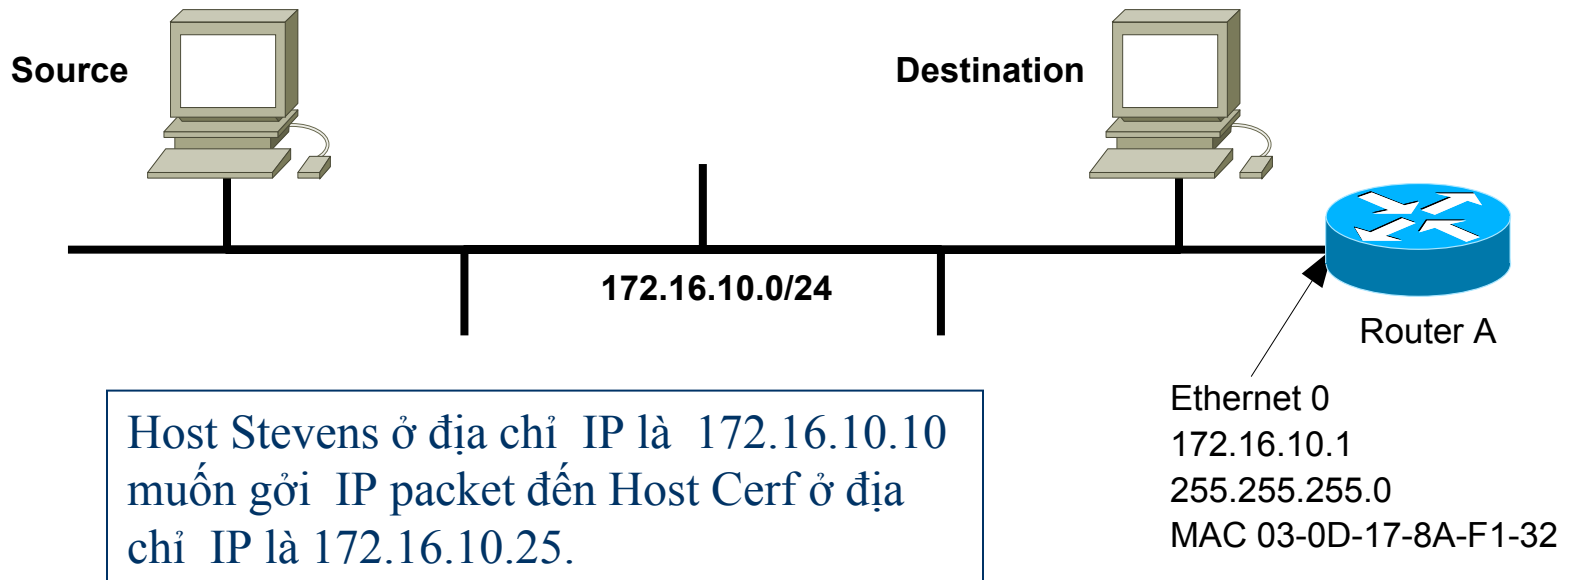 Source
Destination
172.16.10.0/24
Router A
Host Stevens ở địa chỉ IP là 172.16.10.10
muốn gởi IP packet đến Host Cerf ở địa
chỉ IP là 172.16.10.25.
Ethernet 0
172.16.10.1
255.255.255.0
MAC 03-0D-17-8A-F1-32